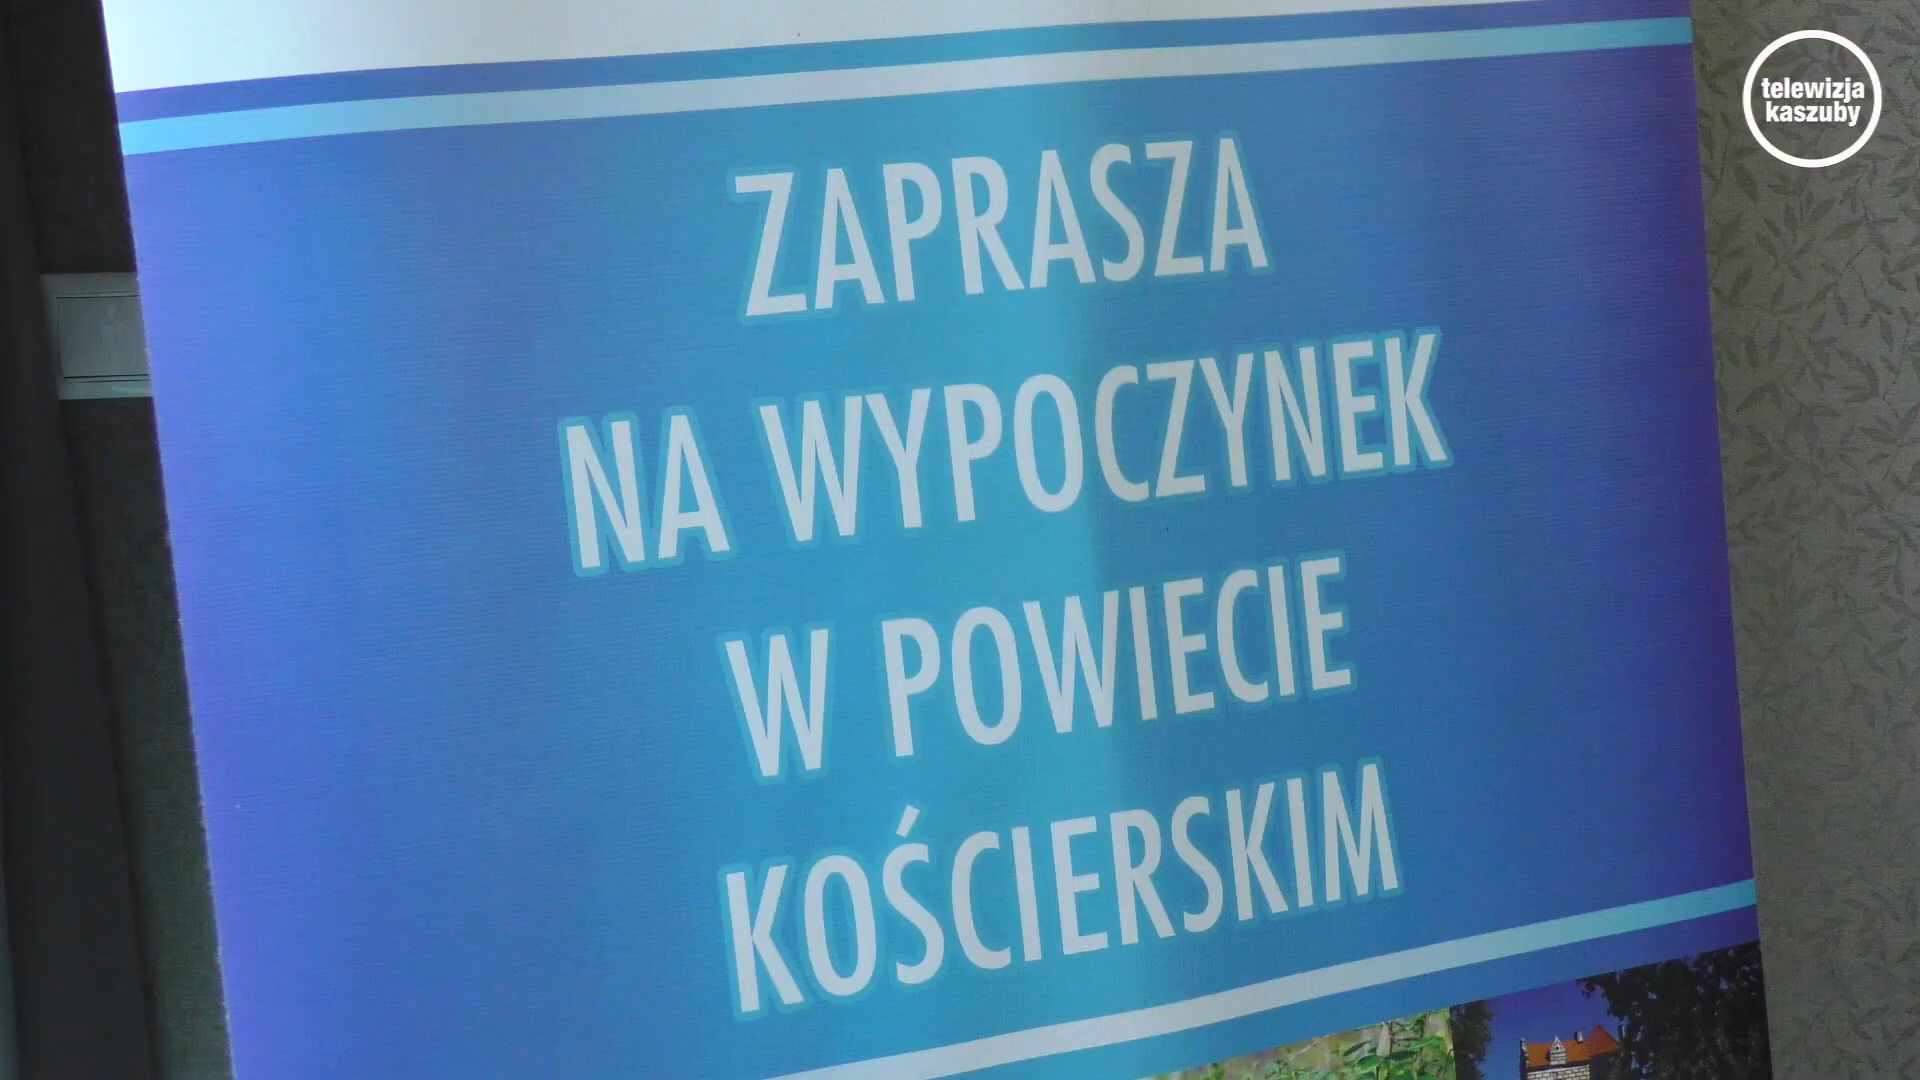 telewizja
kaszuby
ZAPRASZA
NA WYPOCZYNEK
W POWIECIE
KOŚCIERSKIM